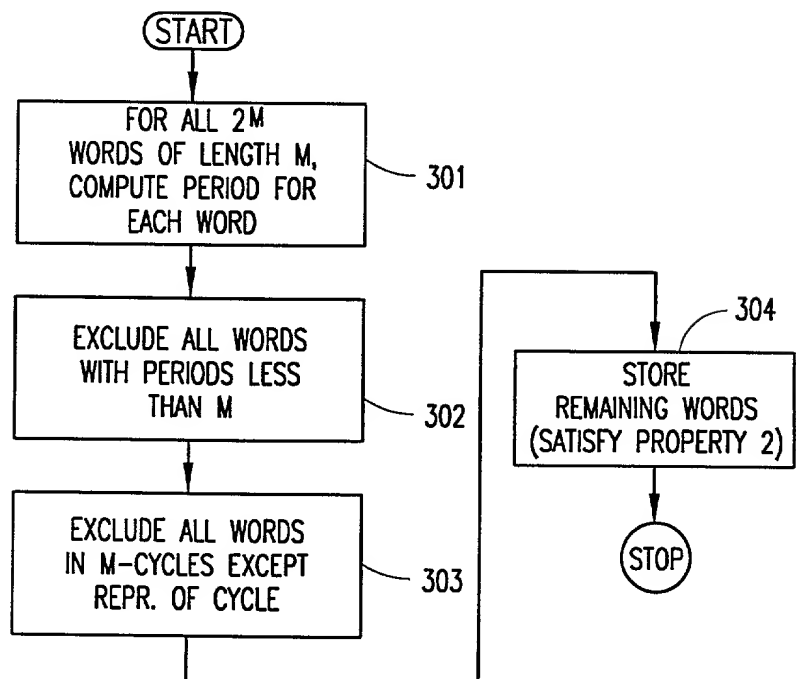 START
FOR ALL 2M
WORDS OF LENGTH M,
COMPUTE PERIOD FOR
EACH WORD
301
EXCLUDE ALL WORDS
WITH PERIODS LESS
THAN M
302
EXCLUDE ALL WORDS
IN M-CYCLES EXCEPT
REPR. OF CYCLE
303
304
STORE
REMAINING WORDS
(SATISFY PROPERTY 2)
STOP